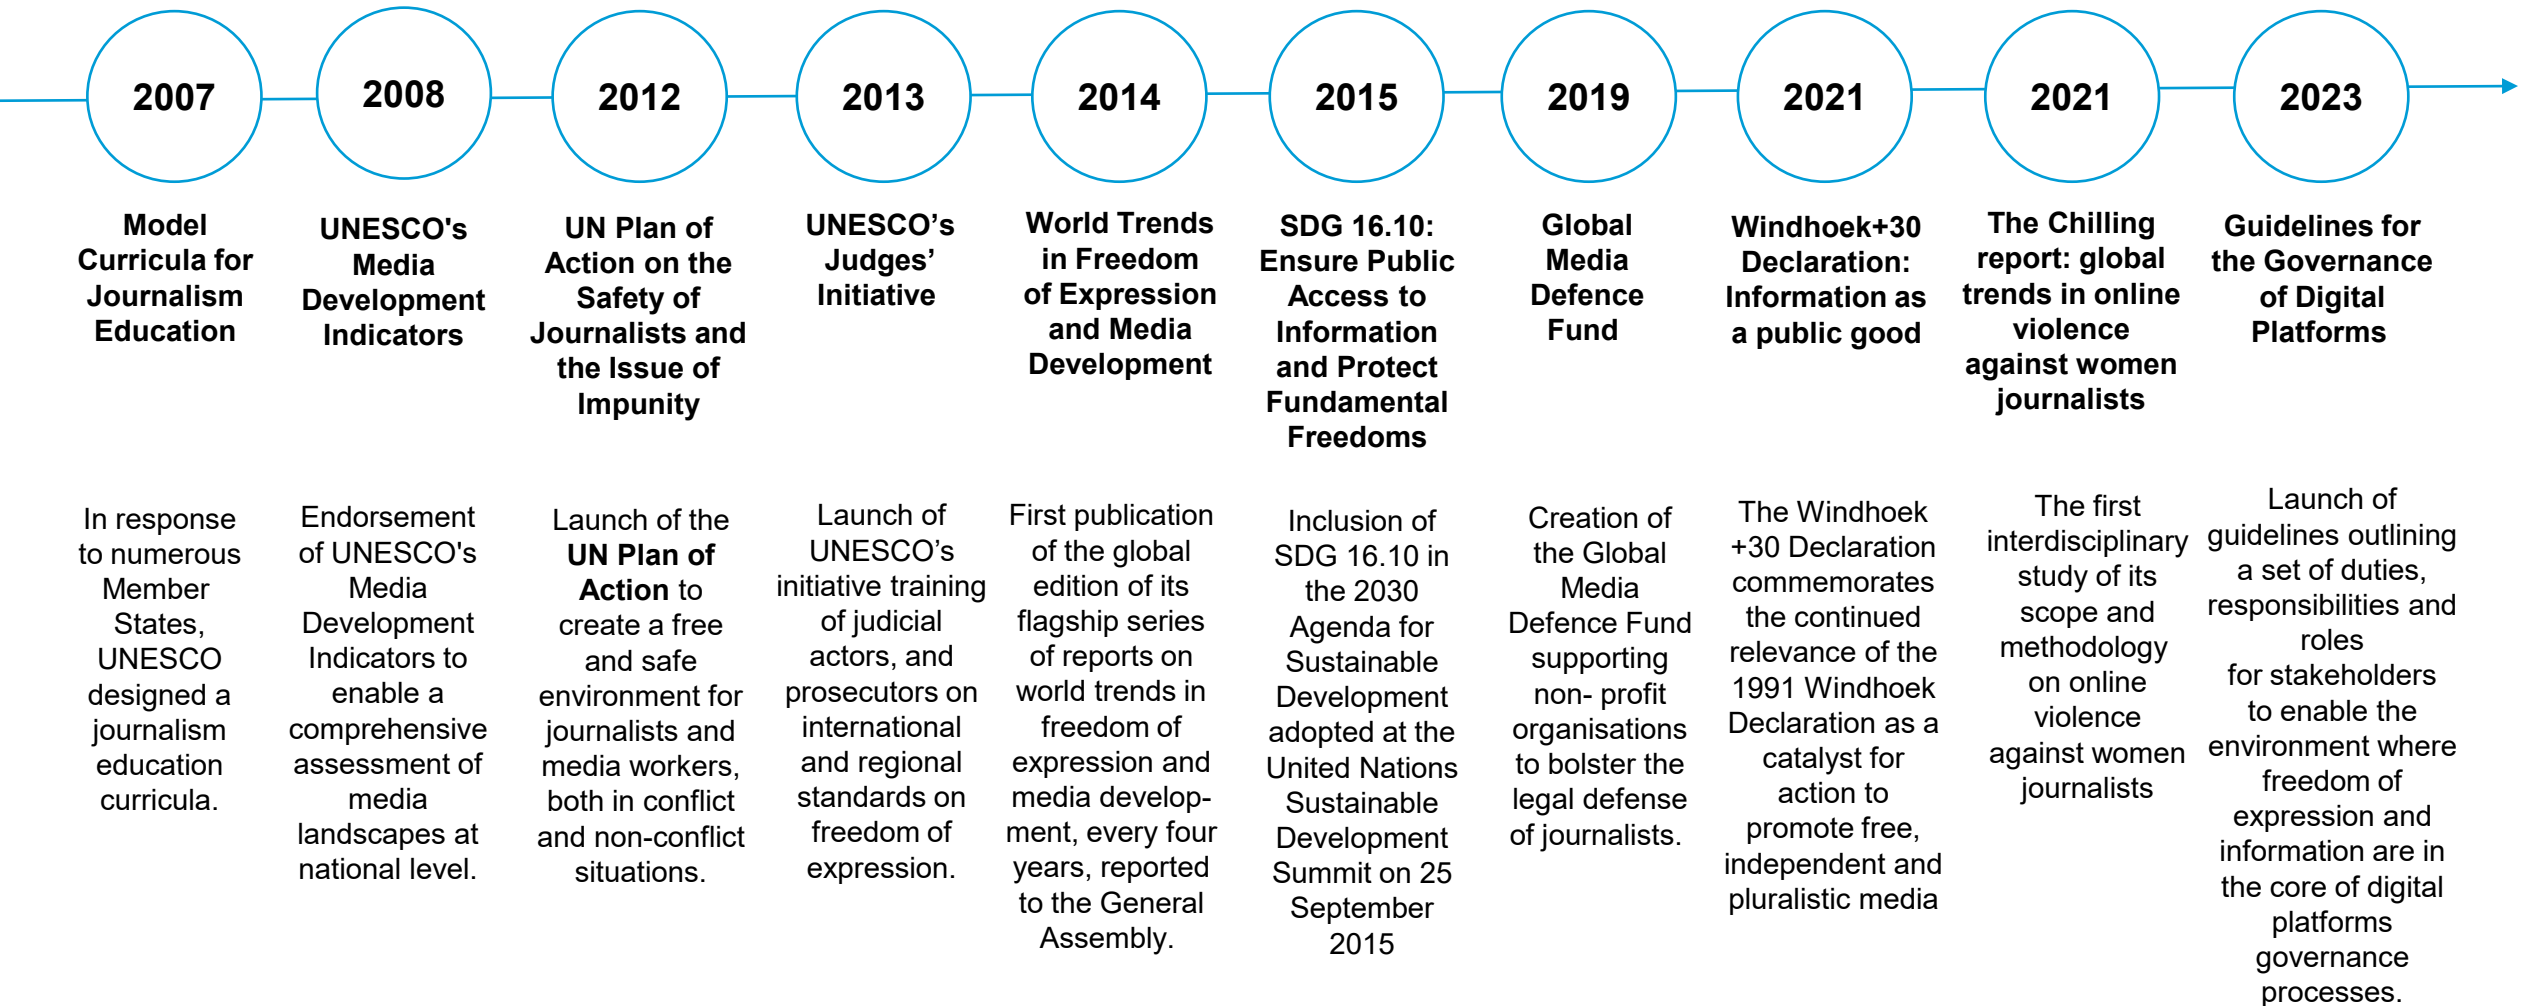 2007
2008
2012
2013
2014
2015
2019
2021
2021
2023
Model
Curricula for
Journalism
Education
UNESCO's
Media
Development
Indicators
UN Plan of
Action on the
Safety of
Journalists and
the Issue of
Impunity
UNESCO’s
Judges’
Initiative
World Trends
in Freedom
of Expression
and Media
Development
SDG 16.10:
Ensure Public
Access to
Information
and Protect
Fundamental
Freedoms
Global
Media
Defence
Fund
Windhoek+30
Declaration:
Information as
a public good
The Chilling
report: global
trends in online
violence
against women
journalists
Guidelines for
the Governance
of Digital
Platforms
In response
to numerous
Member
States,
UNESCO
designed a
journalism
education
curricula.
Endorsement
of UNESCO's
Media
Development
Indicators to
enable a
comprehensive
assessment of
media
landscapes at
national level.
Launch of the
UN Plan of
Action to
create a free
and safe
environment for
journalists and
media workers,
both in conflict
and non-conflict
situations.
Launch of
UNESCO’s
initiative training
of judicial
actors, and
prosecutors on
international
and regional
standards on
freedom of
expression.
First publication
of the global
edition of its
flagship series
of reports on
world trends in
freedom of
expression and
media develop-
ment, every four
years, reported
to the General
Assembly.
Inclusion of
SDG 16.10 in
the 2030
Agenda for
Sustainable
Development
adopted at the
United Nations
Sustainable
Development
Summit on 25
September
2015
Creation of
the Global
Media
Defence Fund
supporting
non- profit
organisations
to bolster the
legal defense
of journalists.
The Windhoek
+30 Declaration
commemorates
the continued
relevance of the
1991 Windhoek
Declaration as a
catalyst for
action to
promote free,
independent and
pluralistic media
The first
interdisciplinary
study of its
scope and
methodology
on online
violence
against women
journalists
Launch of
guidelines outlining
a set of duties,
responsibilities and
roles
for stakeholders
to enable the
environment where
freedom of
expression and
information are in
the core of digital
platforms
governance
processes.